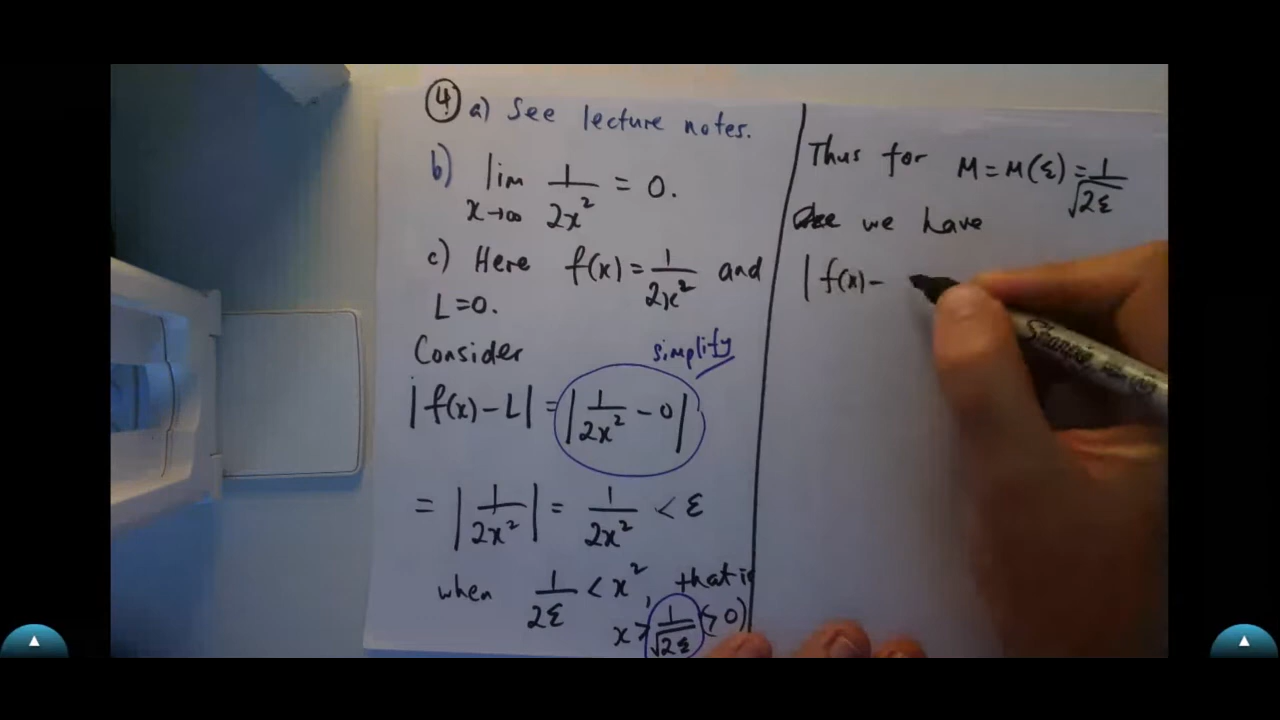 ④ a) See lecture notes.
b) lim x→∞ 1/2x² = 0.
c) Here f(x) = 1/2x² and
L=0.
Consider
simplify
|f(x) - L| = |1/2x² - 0|
= |1/2x²| = 1/2x² < ε
when 1/2ε < x², that is
x > 1/√2ε (> 0)
Thus for M = M(ε) = 1/√2ε
we have
|f(x) -